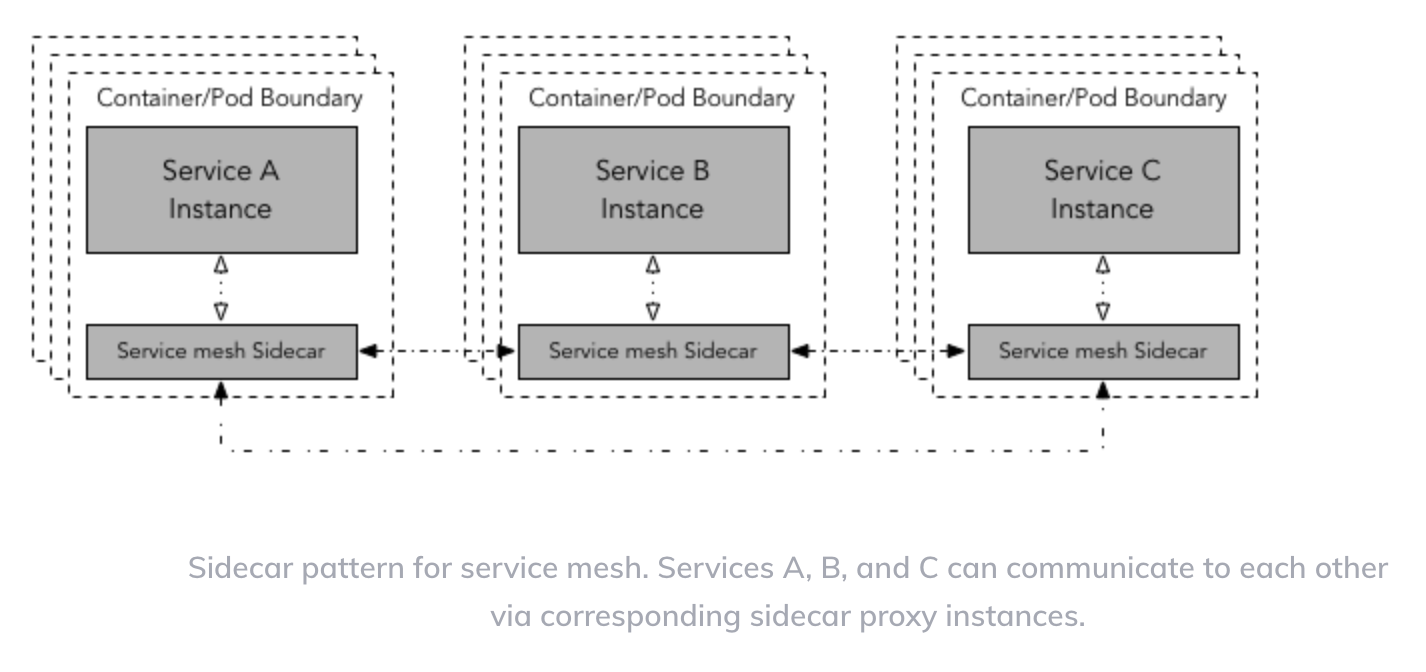 Container/Pod Boundary
Container/Pod Boundary
Container/Pod Boundary
Service A
Instance
Service B
Instance
Service C
Instance
Service mesh Sidecar
Service mesh Sidecar
Service mesh Sidecar
Sidecar pattern for service mesh. Services A, B, and C can communicate to each other
via corresponding sidecar proxy instances.